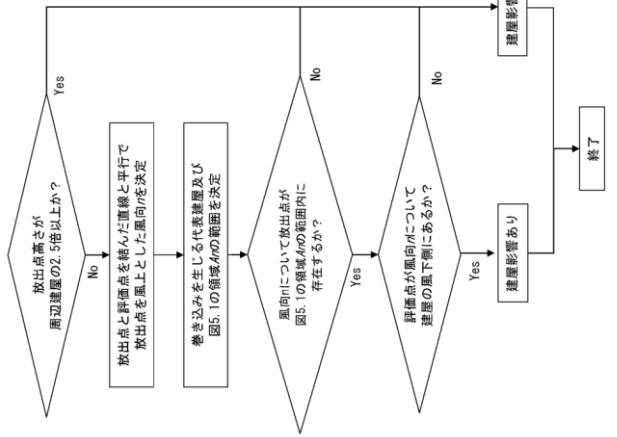 放出点高さが
周辺建屋の2.5倍以上か?
Yes
No
放出点と評価点を結んだ直線と平行で
放出点を風上とした風向nを決定
巻き込みを生じる代表建屋及び
図5.1の領域Anの範囲を決定
風向nについて放出点が
図5.1の領域Anの範囲内に
存在するか?
No
Yes
評価点が風向nについて
建屋の風下側にあるか?
No
Yes
建屋影響あり
建屋影響
終了